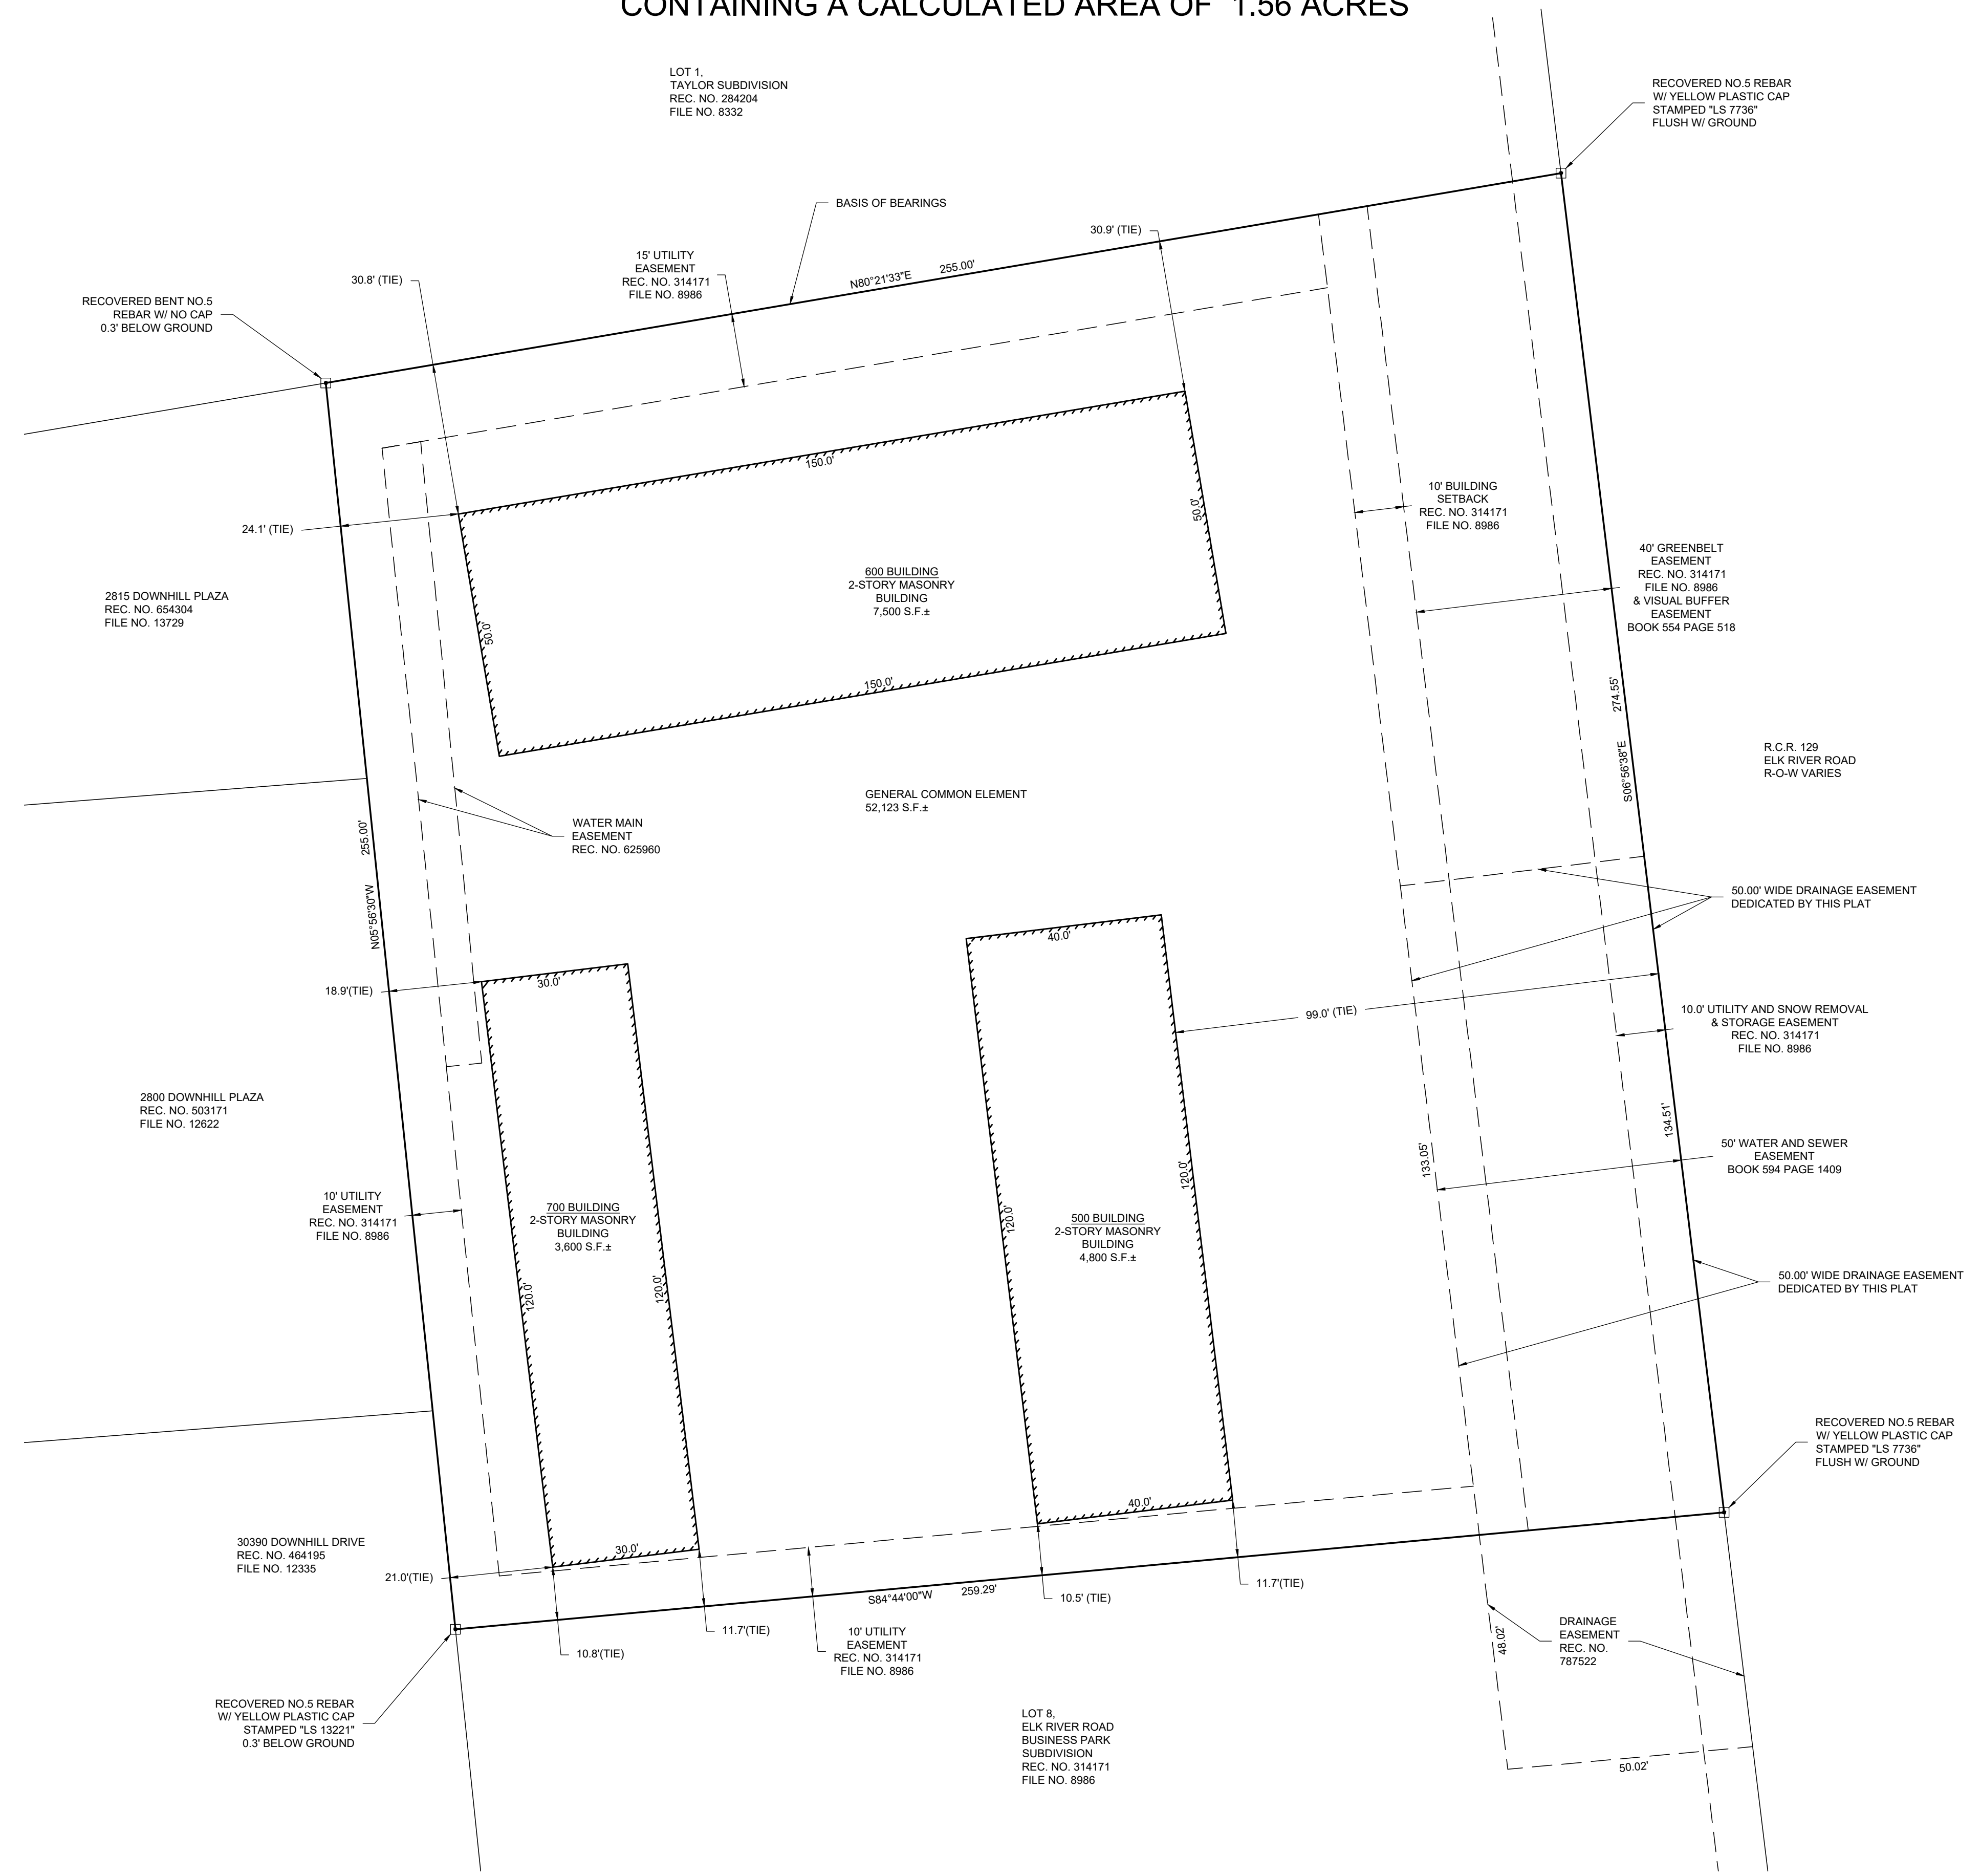 CONTAINING A CALCULATED AREA OF 1.56 ACRES
LOT 1,
TAYLOR SUBDIVISION
REC. NO. 284204
FILE NO. 8332
RECOVERED NO.5 REBAR
W/ YELLOW PLASTIC CAP
STAMPED "LS 7736"
FLUSH W/ GROUND
BASIS OF BEARINGS
30.9' (TIE)
15' UTILITY
EASEMENT
REC. NO. 314171
FILE NO. 8986
N80°21'33"E 255.00'
30.8' (TIE)
RECOVERED BENT NO.5
REBAR W/ NO CAP
0.3' BELOW GROUND
150.0'
50.0'
10' BUILDING
SETBACK
REC. NO. 314171
FILE NO. 8986
24.1' (TIE)
40' GREENBELT
EASEMENT
REC. NO. 314171
FILE NO. 8986
& VISUAL BUFFER
EASEMENT
BOOK 554 PAGE 518
600 BUILDING
2-STORY MASONRY
BUILDING
7,500 S.F.±
2815 DOWNHILL PLAZA
REC. NO. 654304
FILE NO. 13729
50.0'
150.0'
274.55'
S06°56'38"E
R.C.R. 129
ELK RIVER ROAD
R-O-W VARIES
GENERAL COMMON ELEMENT
52,123 S.F.±
WATER MAIN
EASEMENT
REC. NO. 625960
255.00'
N05°56'30"W
50.00' WIDE DRAINAGE EASEMENT
DEDICATED BY THIS PLAT
40.0'
30.0'
18.9'(TIE)
99.0' (TIE)
10.0' UTILITY AND SNOW REMOVAL
& STORAGE EASEMENT
REC. NO. 314171
FILE NO. 8986
2800 DOWNHILL PLAZA
REC. NO. 503171
FILE NO. 12622
134.51'
133.05'
50' WATER AND SEWER
EASEMENT
BOOK 594 PAGE 1409
10' UTILITY
EASEMENT
REC. NO. 314171
FILE NO. 8986
700 BUILDING
2-STORY MASONRY
BUILDING
3,600 S.F.±
120.0'
120.0'
120.0'
500 BUILDING
2-STORY MASONRY
BUILDING
4,800 S.F.±
120.0'
50.00' WIDE DRAINAGE EASEMENT
DEDICATED BY THIS PLAT
RECOVERED NO.5 REBAR
W/ YELLOW PLASTIC CAP
STAMPED "LS 7736"
FLUSH W/ GROUND
40.0'
30.0'
30390 DOWNHILL DRIVE
REC. NO. 464195
FILE NO. 12335
21.0'(TIE)
S84°44'00"W 259.29'
10.5' (TIE)
11.7'(TIE)
11.7'(TIE)
10.8'(TIE)
10' UTILITY
EASEMENT
REC. NO. 314171
FILE NO. 8986
48.02'
DRAINAGE
EASEMENT
REC. NO.
787522
RECOVERED NO.5 REBAR
W/ YELLOW PLASTIC CAP
STAMPED "LS 13221"
0.3' BELOW GROUND
LOT 8,
ELK RIVER ROAD
BUSINESS PARK
SUBDIVISION
REC. NO. 314171
FILE NO. 8986
50.02'